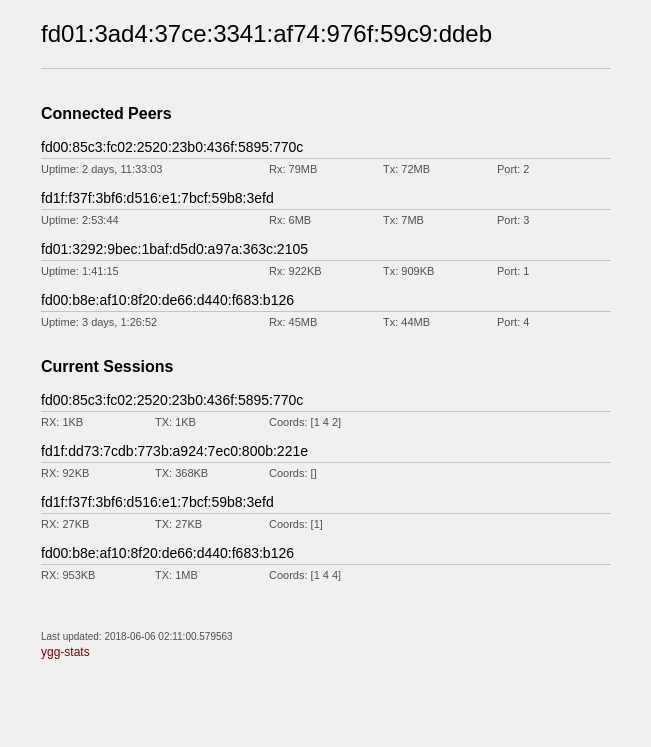 fd01:3ad4:37ce:3341:af74:976f:59c9:ddeb
Connected Peers
fd00:85c3:fc02:2520:23b0:436f:5895:770c
Uptime: 2 days, 11:33:03 Rx: 79MB Tx: 72MB Port: 2
fd1f:f37f:3bf6:d516:e1:7bcf:59b8:3efd
Uptime: 2:53:44 Rx: 6MB Tx: 7MB Port: 3
fd01:3292:9bec:1baf:d5d0:a97a:363c:2105
Uptime: 1:41:15 Rx: 922KB Tx: 909KB Port: 1
fd00:b8e:af10:8f20:de66:d440:f683:b126
Uptime: 3 days, 1:26:52 Rx: 45MB Tx: 44MB Port: 4
Current Sessions
fd00:85c3:fc02:2520:23b0:436f:5895:770c
RX: 1KB TX: 1KB Coords: [1 4 2]
fd1f:dd73:7cdb:773b:a924:7ec0:800b:221e
RX: 92KB TX: 368KB Coords: []
fd1f:f37f:3bf6:d516:e1:7bcf:59b8:3efd
RX: 27KB TX: 27KB Coords: [1]
fd00:b8e:af10:8f20:de66:d440:f683:b126
RX: 953KB TX: 1MB Coords: [1 4 4]
Last updated: 2018-06-06 02:11:00.579563
ygg-stats